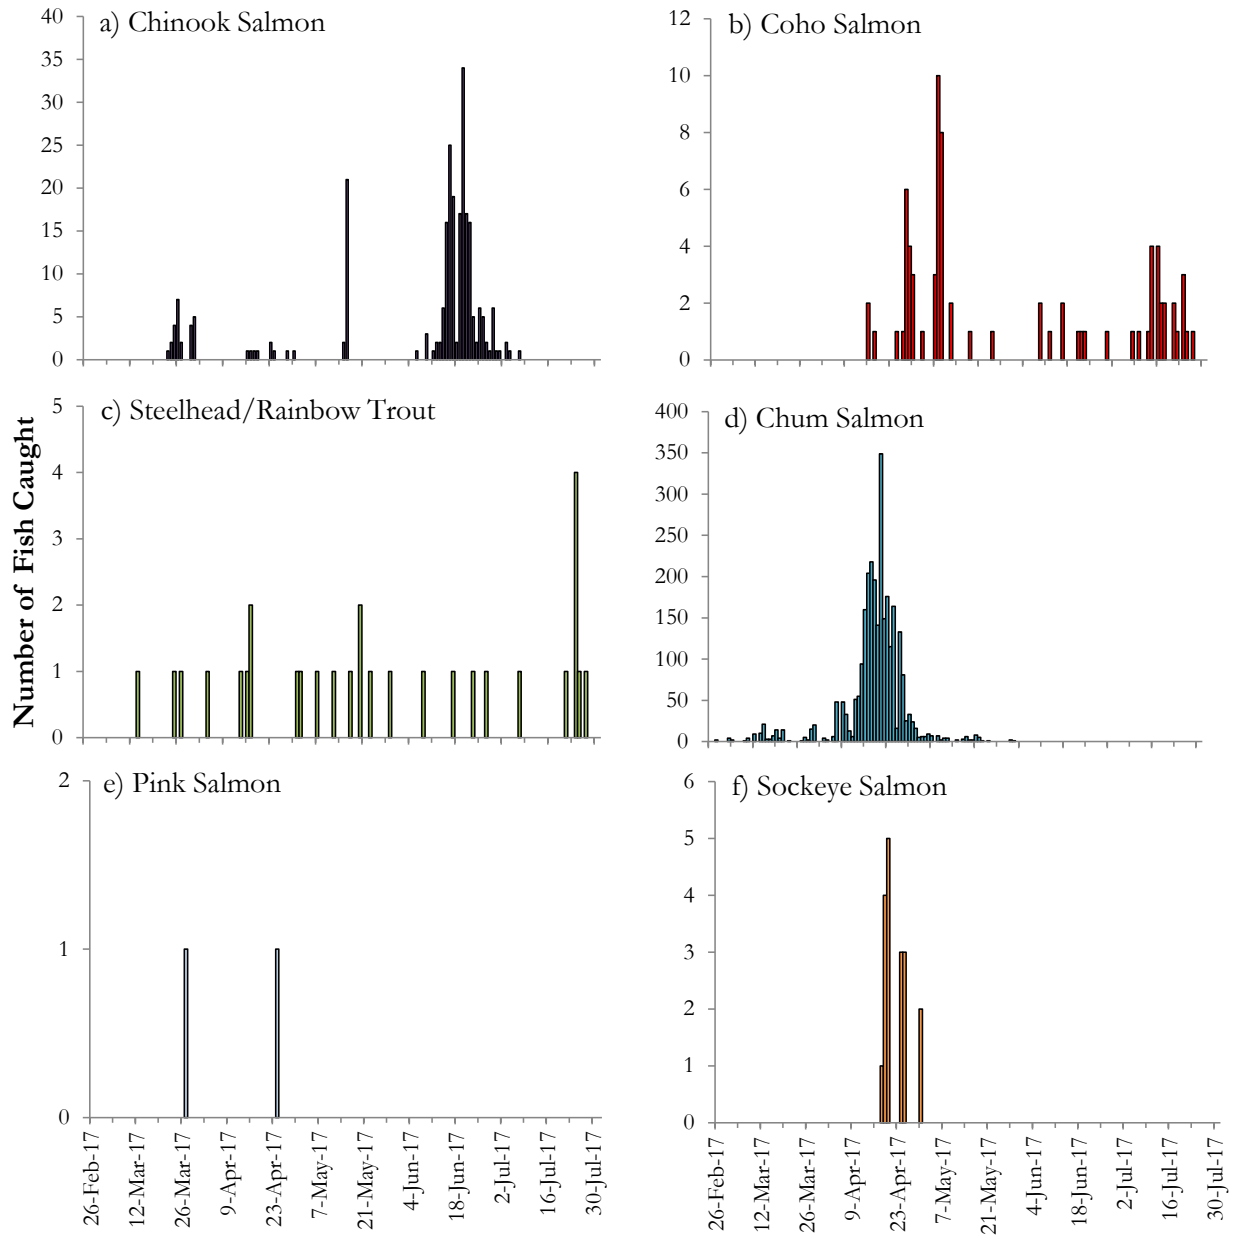 a) Chinook Salmon
40
35
30
25
20
15
10
5
0
b) Coho Salmon
12
10
8
6
4
2
0
Number of Fish Caught
c) Steelhead/Rainbow Trout
5
4
3
2
1
0
d) Chum Salmon
400
350
300
250
200
150
100
50
0
e) Pink Salmon
2
1
0
26-Feb-17
12-Mar-17
26-Mar-17
9-Apr-17
23-Apr-17
7-May-17
21-May-17
4-Jun-17
18-Jun-17
2-Jul-17
16-Jul-17
30-Jul-17
f) Sockeye Salmon
6
5
4
3
2
1
0
26-Feb-17
12-Mar-17
26-Mar-17
9-Apr-17
23-Apr-17
7-May-17
21-May-17
4-Jun-17
18-Jun-17
2-Jul-17
16-Jul-17
30-Jul-17